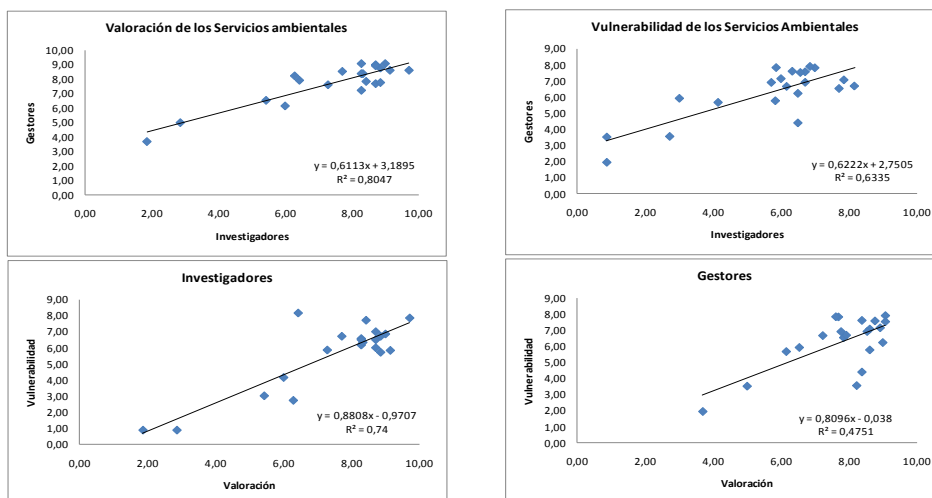 Valoración de los Servicios ambientales
10,00
9,00
8,00
7,00
6,00
5,00
4,00
3,00
2,00
1,00
0,00
Gestores
y = 0,6113x + 3,1895
R² = 0,8047
0,00 2,00 4,00 6,00 8,00 10,00
Investigadores
Vulnerabilidad de los Servicios Ambientales
9,00
8,00
7,00
6,00
5,00
4,00
3,00
2,00
1,00
0,00
Gestores
y = 0,6222x + 2,7505
R² = 0,6335
0,00 2,00 4,00 6,00 8,00 10,00
Investigadores
Investigadores
9,00
8,00
7,00
6,00
5,00
4,00
3,00
2,00
1,00
0,00
Vulnerabilidad
y = 0,8808x - 0,9707
R² = 0,74
0,00 2,00 4,00 6,00 8,00 10,00
Valoración
Gestores
9,00
8,00
7,00
6,00
5,00
4,00
3,00
2,00
1,00
0,00
Vulnerabilidad
y = 0,8096x - 0,038
R² = 0,4751
0,00 2,00 4,00 6,00 8,00 10,00
Valoración